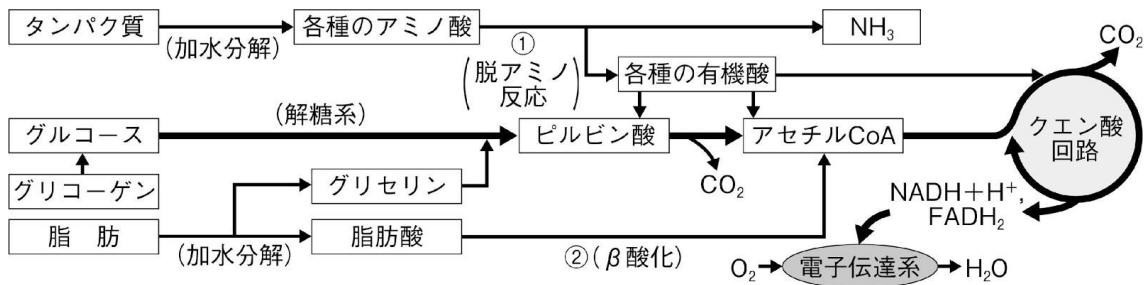 タンパク質
(加水分解)
各種のアミノ酸
①
(脱アミノ
反応)
NH₃
各種の有機酸
CO₂
グルコース
(解糖系)
ピルビン酸
アセチルCoA
クエン酸
回路
グリコーゲン
グリセリン
CO₂
NADH+H⁺,
FADH₂
脂 肪
(加水分解)
脂肪酸
②(β酸化)
O₂
電子伝達系
H₂O